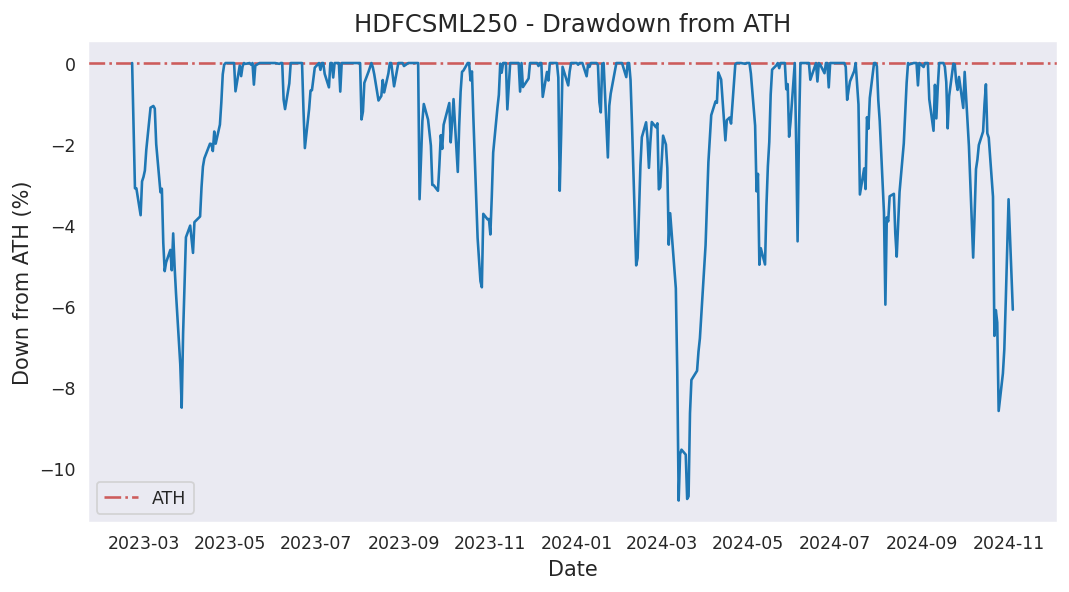 HDFCSML250 - Drawdown from ATH
Down from ATH (%)
0
−2
−4
−6
−8
−10
ATH
2023-03 2023-05 2023-07 2023-09 2023-11 2024-01 2024-03 2024-05 2024-07 2024-09 2024-11
Date